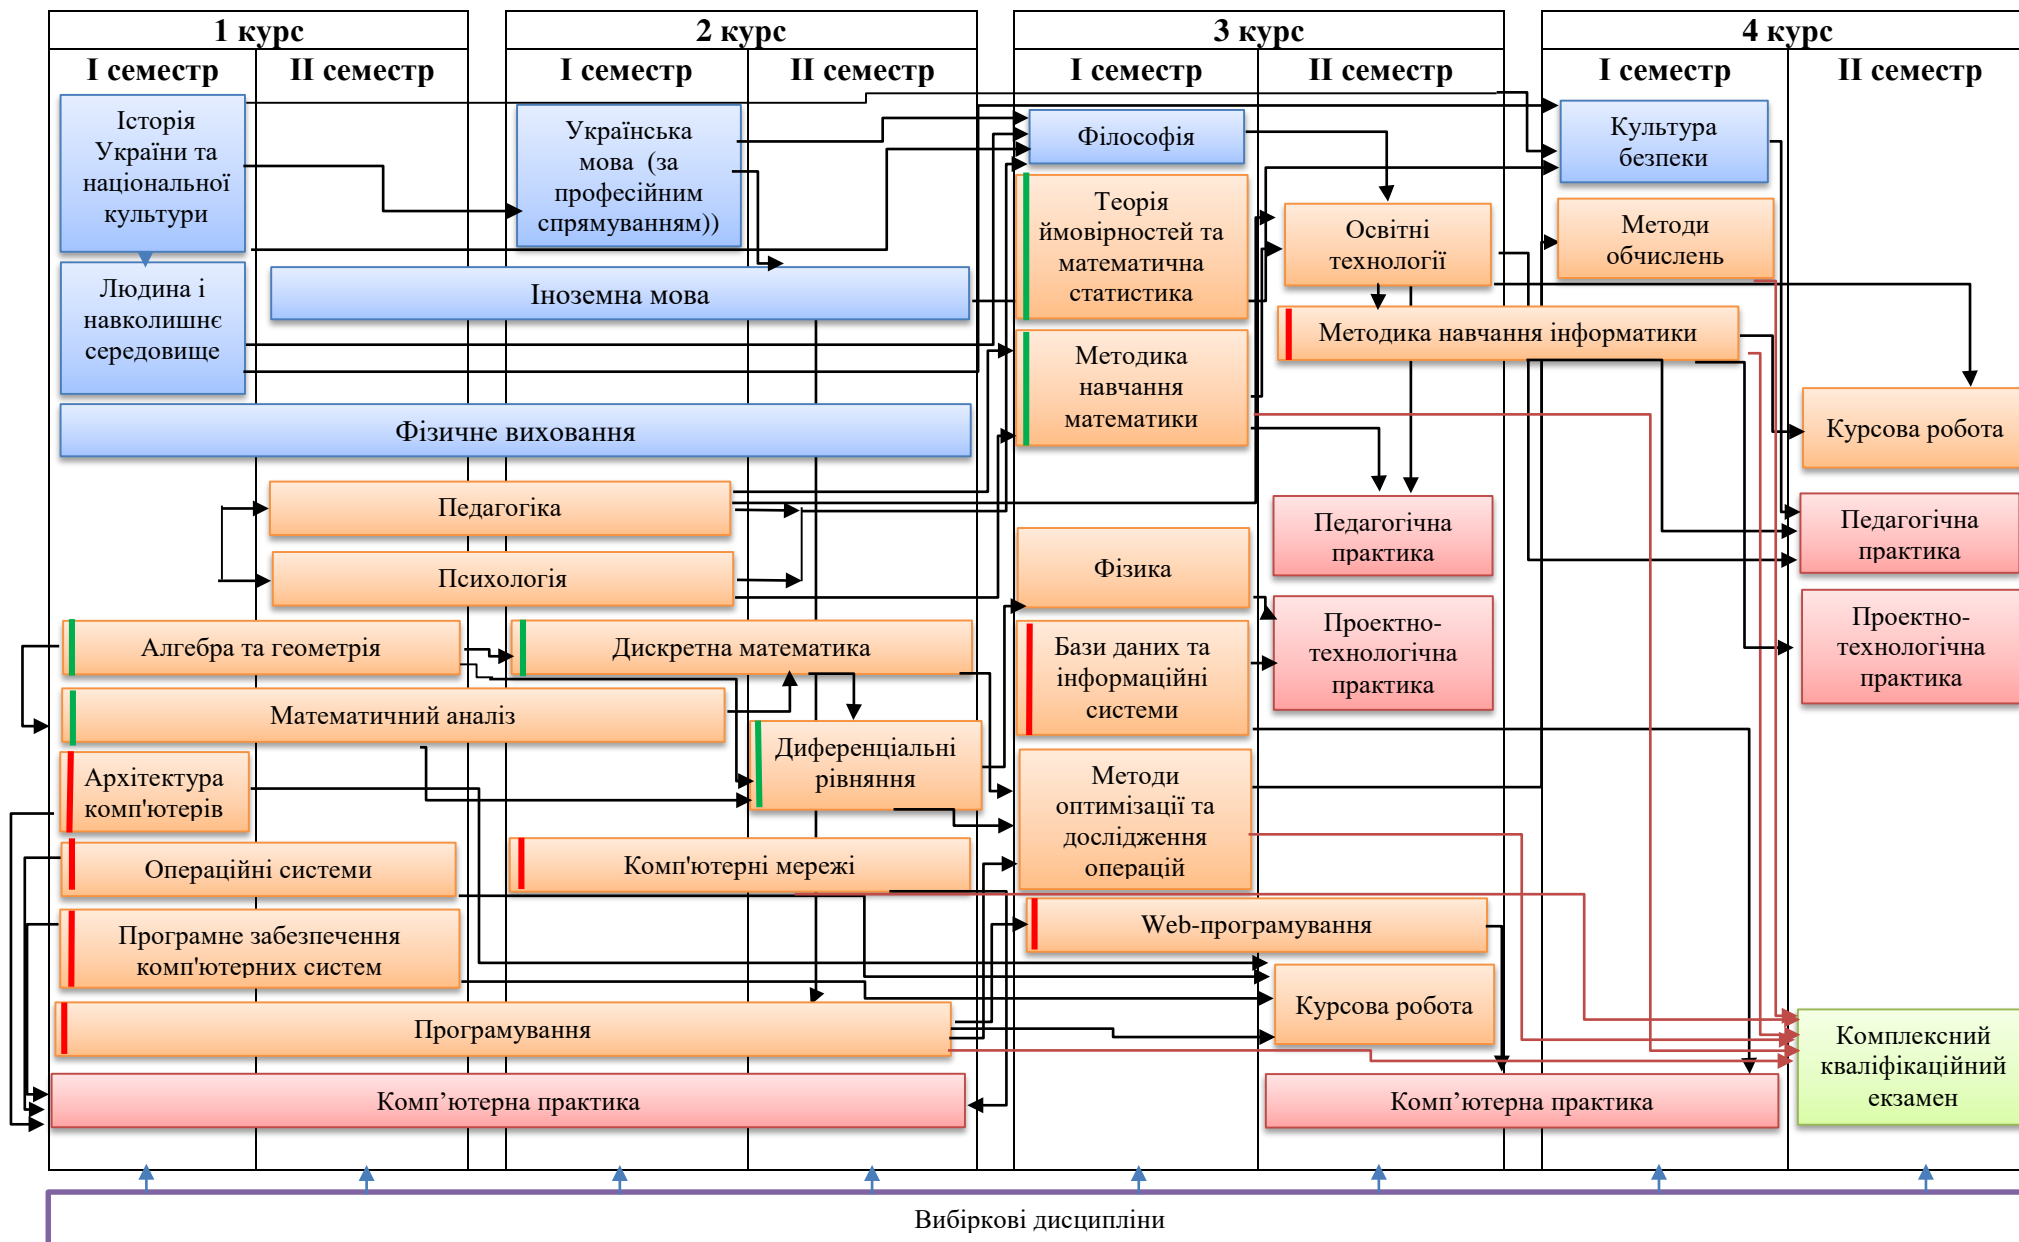 1 курс
2 курс
3 курс
4 курс
І семестр
ІІ семестр
І семестр
ІІ семестр
І семестр
ІІ семестр
І семестр
ІІ семестр
Історія
України та
національної
культури
Людина і
навколишнє
середовище
Українська
мова (за
професійним
спрямуванням))
Іноземна мова
Фізичне виховання
Педагогіка
Психологія
Алгебра та геометрія
Дискретна математика
Математичний аналіз
Диференціальні
рівняння
Архітектура
комп'ютерів
Операційні системи
Комп'ютерні мережі
Програмне забезпечення
комп'ютерних систем
Програмування
Комп’ютерна практика
Філософія
Теорія
ймовірностей та
математична
статистика
Методика
навчання
математики
Фізика
Бази даних та
інформаційні
системи
Методи
оптимізації та
дослідження
операцій
Web-програмування
Освітні
технології
Методика навчання інформатики
Педагогічна
практика
Проектно-
технологічна
практика
Курсова робота
Комп’ютерна практика
Культура
безпеки
Методи
обчислень
Курсова робота
Педагогічна
практика
Проектно-
технологічна
практика
Комплексний
кваліфікаційний
екзамен
Вибіркові дисципліни